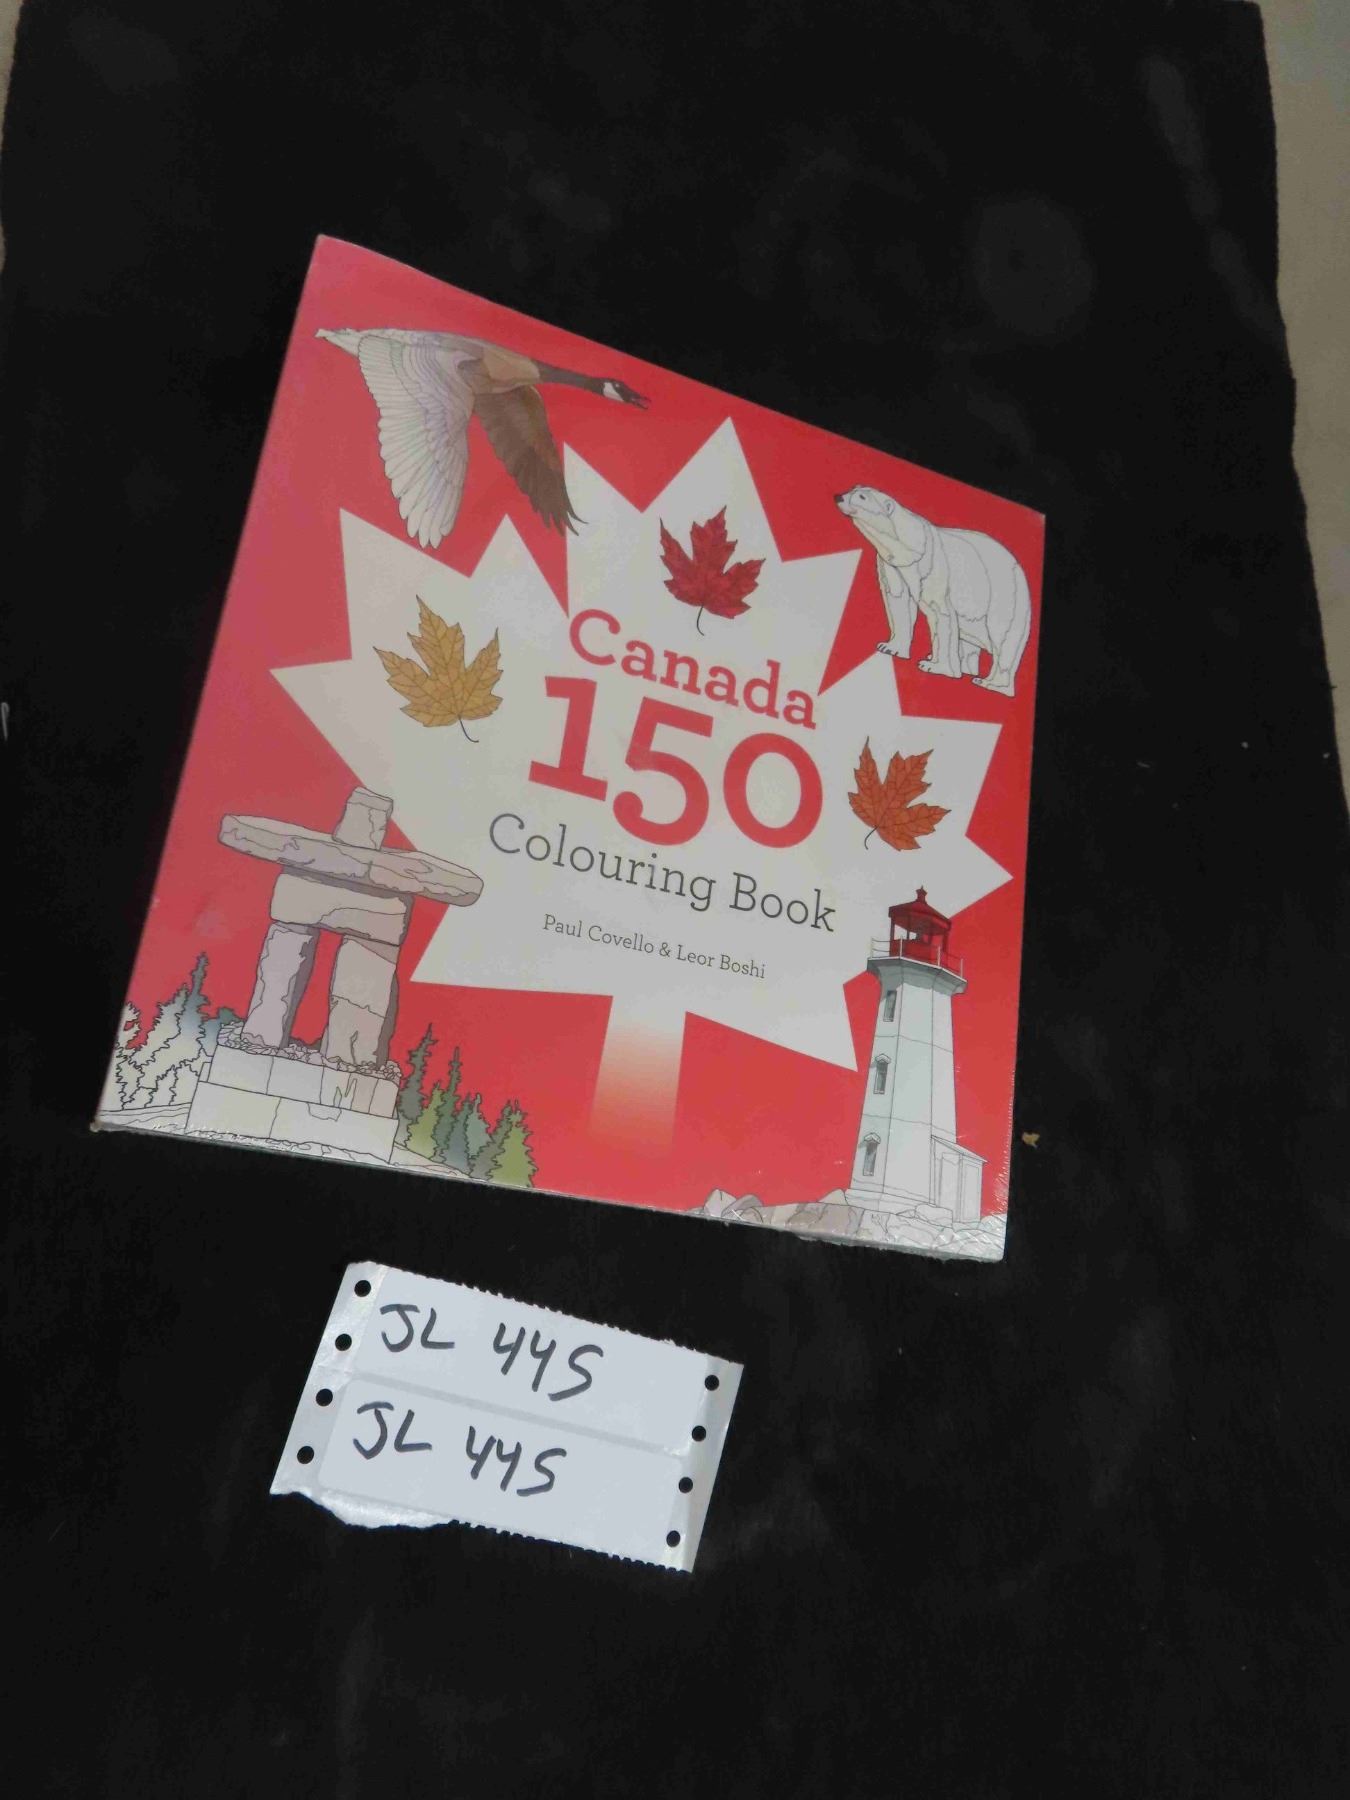 Canada
150
Colouring Book
Paul Covello & Leor Boshi
JL 445
JL 445